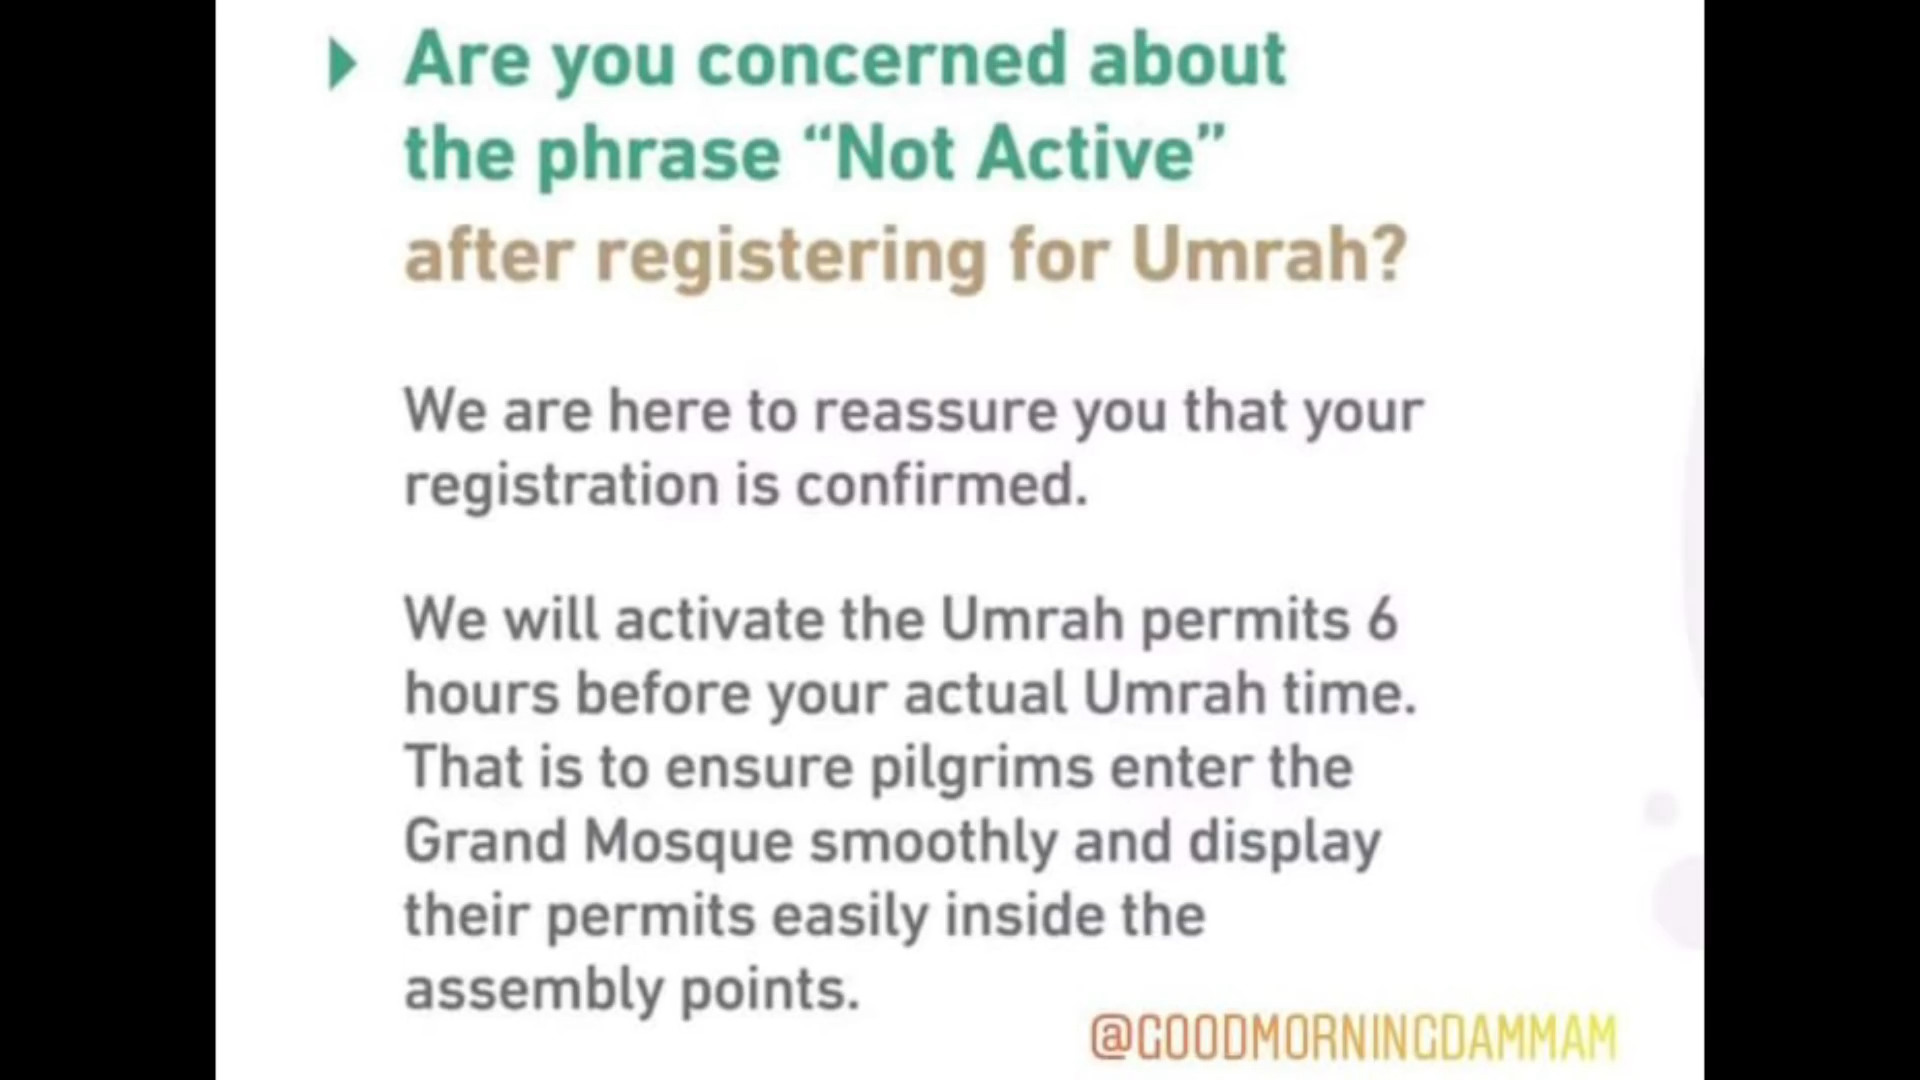 Are you concerned about
the phrase “Not Active”
after registering for Umrah?
We are here to reassure you that your
registration is confirmed.
We will activate the Umrah permits 6
hours before your actual Umrah time.
That is to ensure pilgrims enter the
Grand Mosque smoothly and display
their permits easily inside the
assembly points.
@GOODMORNINGDAMMAM